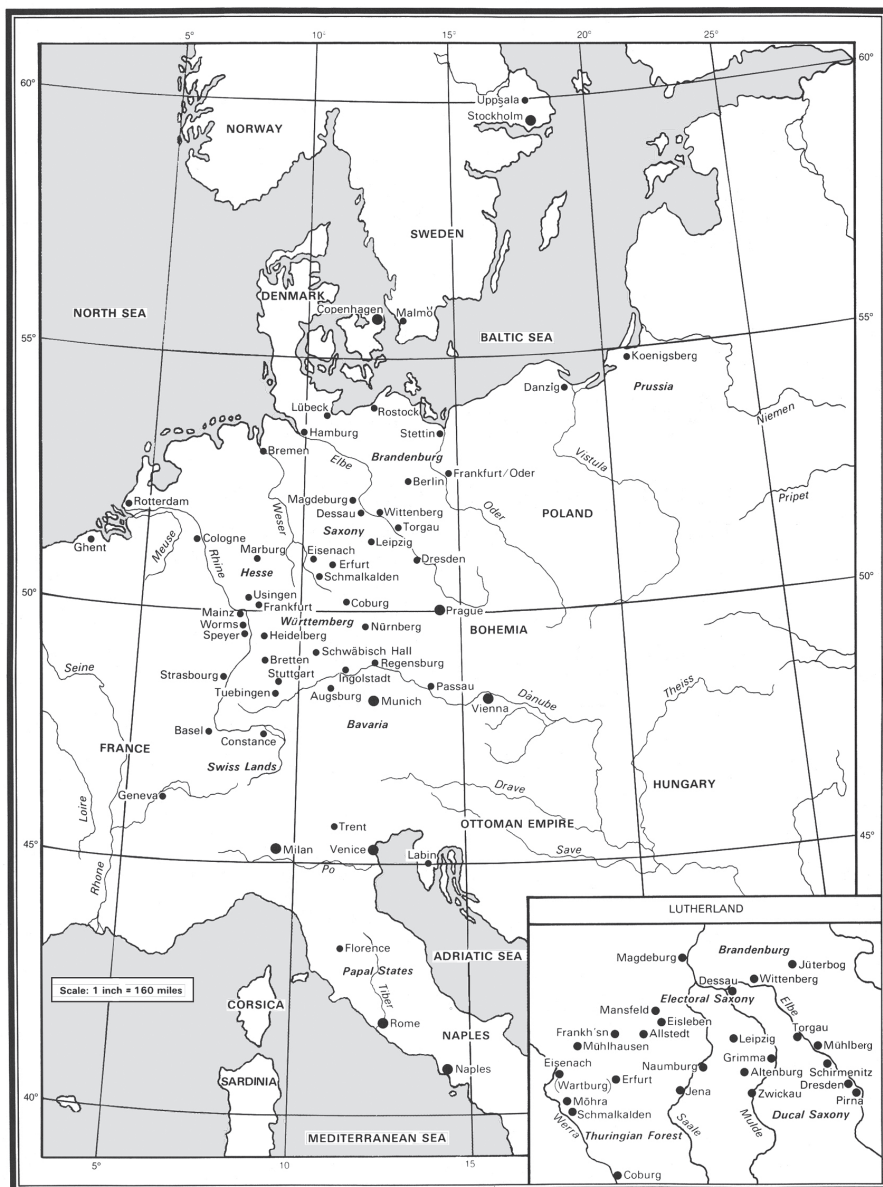 5°
10°
15°
20°
25°
60°
60°
Uppsala
Stockholm
NORWAY
SWEDEN
DENMARK
NORTH SEA
Copenhagen
Malmö
55°
55°
BALTIC SEA
Koenigsberg
Danzig
Prussia
Lübeck
Rostock
Niemen
Hamburg
Stettin
Bremen
Elbe
Brandenburg
Vistula
Frankfurt/Oder
Berlin
Pripet
Rotterdam
Magdeburg
Weser
Oder
Dessau
Wittenberg
POLAND
Saxony
Torgau
Ghent
Meuse
Cologne
Leipzig
Rhine
Marburg
Eisenach
Hesse
Erfurt
Dresden
Schmalkalden
50°
50°
Usingen
Frankfurt
Coburg
Prague
Mainz
Worms
Württemberg
Speyer
Heidelberg
Nürnberg
BOHEMIA
Schwäbisch Hall
Bretten
Regensburg
Seine
Strasbourg
Stuttgart
Ingolstadt
Theiss
Tuebingen
Augsburg
Passau
Munich
Vienna
Danube
Basel
Bavaria
Constance
FRANCE
Swiss Lands
HUNGARY
Geneva
Drave
Loire
Trent
OTTOMAN EMPIRE
45°
45°
Milan
Venice
Labin
Save
Po
Rhone
Florence
ADRIATIC SEA
Papal States
Tiber
Scale: 1 inch = 160 miles
CORSICA
Rome
NAPLES
Naples
SARDINIA
40°
MEDITERRANEAN SEA
5°
10
15
LUTHERLAND
Magdeburg
Brandenburg
Jüterbog
Dessau
Wittenberg
Electoral Saxony
Elbe
Mansfeld
Eisleben
Frankh'sn
Allstedt
Torgau
Leipzig
Mühlberg
Mühlhausen
Grimma
Eisenach
Naumburg
Schirmenitz
(Wartburg)
Erfurt
Altenburg
Dresden
Jena
Zwickau
Pirna
Möhra
Schmalkalden
Ducal Saxony
Werra
Thuringian Forest
Saale
Mulde
Coburg